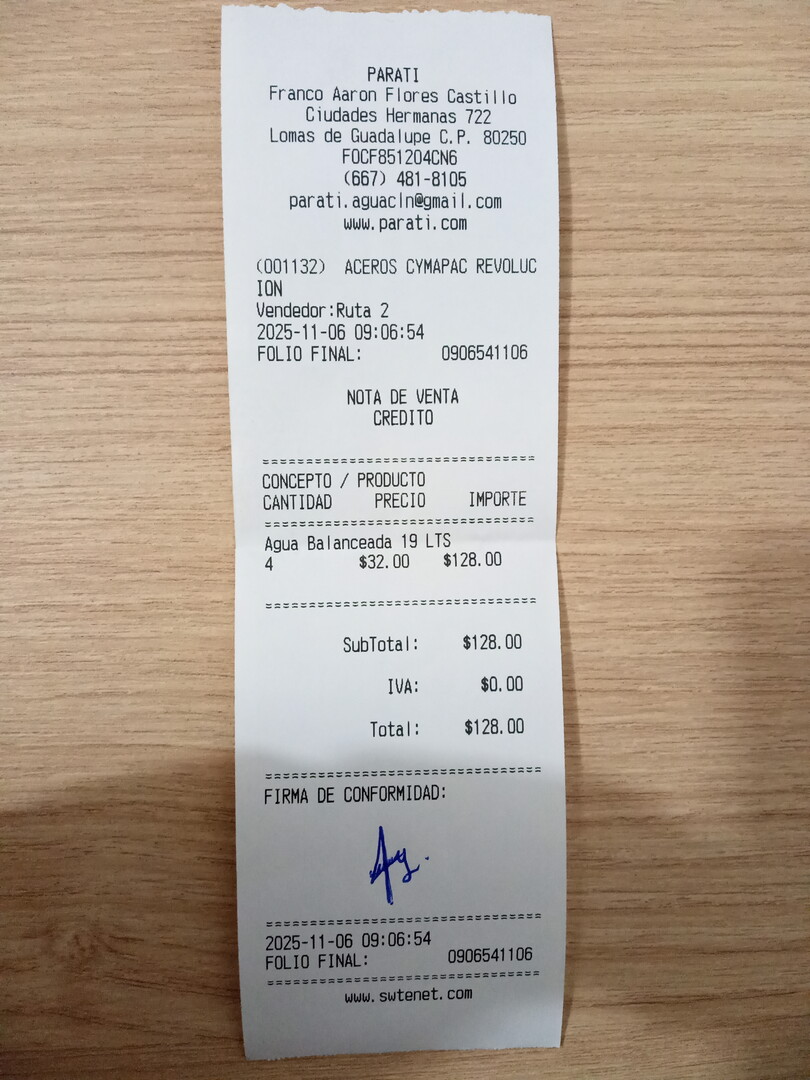 PARATI
Franco Aaron Flores Castillo
Ciudades Hermanas 722
Lomas de Guadalupe C.P. 80250
FOCF851204CN6
(667) 481-8105
parati.aguacln@gmail.com
www.parati.com
(001132) ACEROS CYMAPAC REVOLUC
ION
Vendedor:Ruta 2
2025-11-06 09:06:54
FOLIO FINAL: 0906541106
NOTA DE VENTA
CREDITO
===============================
CONCEPTO / PRODUCTO
CANTIDAD PRECIO IMPORTE
===============================
Agua Balanceada 19 LTS
4 $32.00 $128.00
===============================
SubTotal: $128.00
IVA: $0.00
Total: $128.00
===============================
FIRMA DE CONFORMIDAD:
===============================
2025-11-06 09:06:54
FOLIO FINAL: 0906541106
===============================
www.swtenet.com